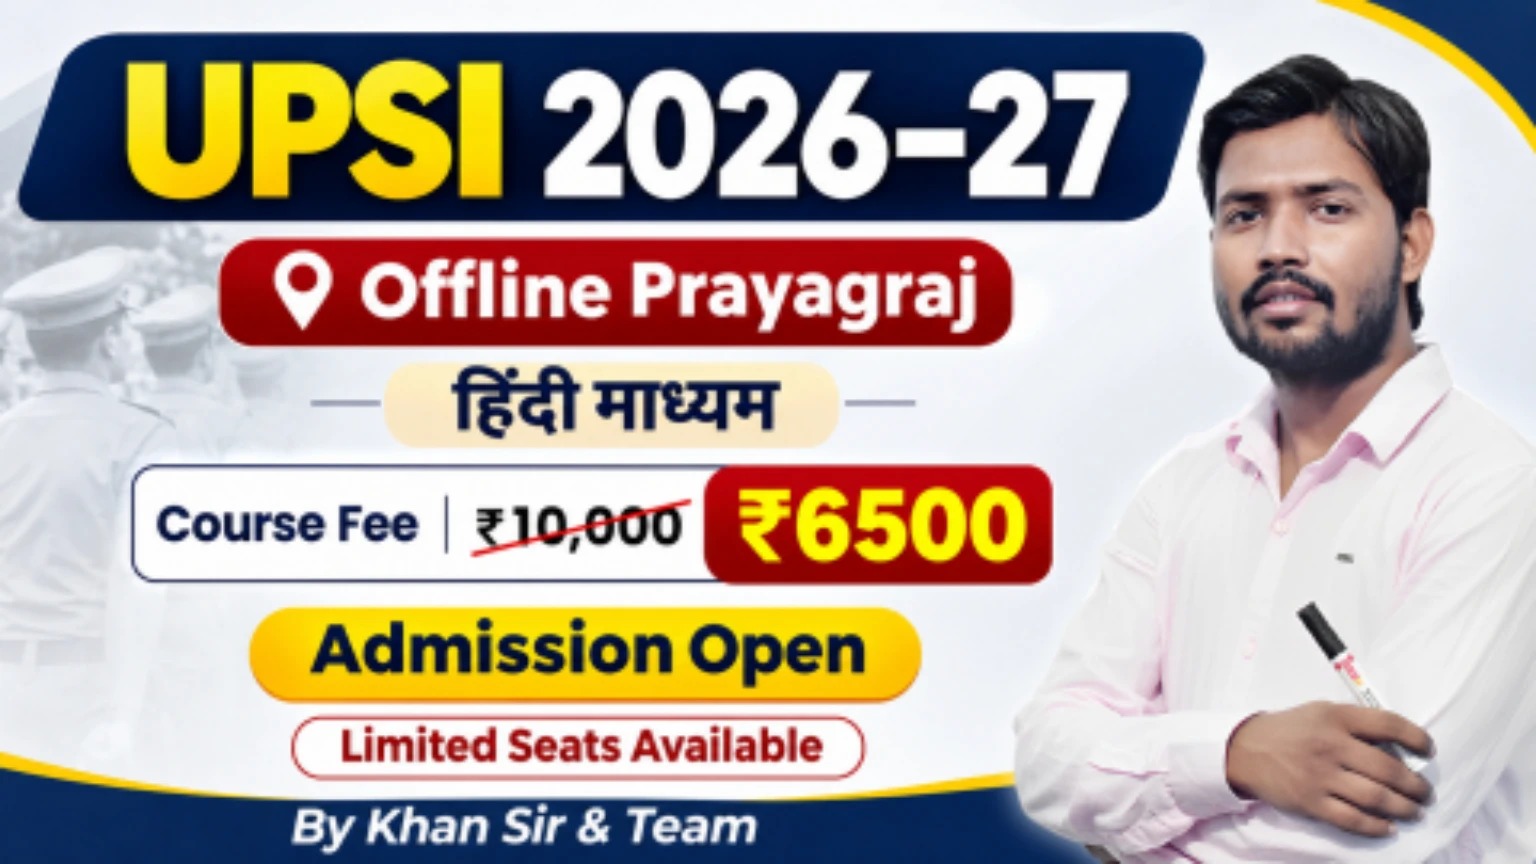 UPSI 2026-27
Offline Prayagraj
हिंदी माध्यम
Course Fee | ₹10,000 ₹6500
Admission Open
Limited Seats Available
By Khan Sir & Team